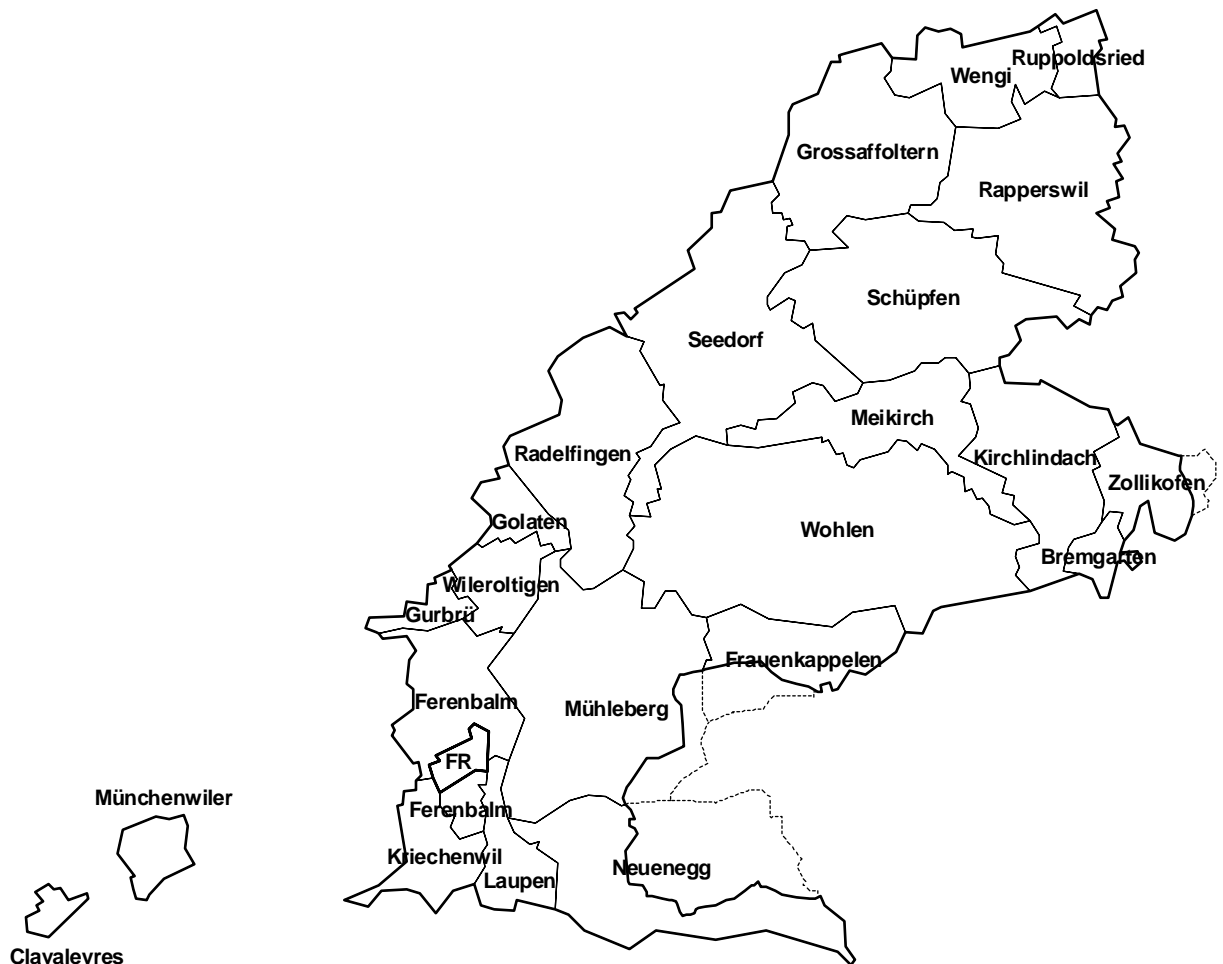 Ruppoldsried
Wengi
Grossaffoltern
Rapperswil
Schüpfen
Seedorf
Meikirch
Radelfingen
Kirchlindach
Zollikofen
Golaten
Wohlen
Bremgarten
Wileroltigen
Gurbrü
Frauenkappelen
Ferenbalm
Mühleberg
FR
Münchenwiler
Ferenbalm
Kriechenwil
Neuenegg
Laupen
Clavaleyres